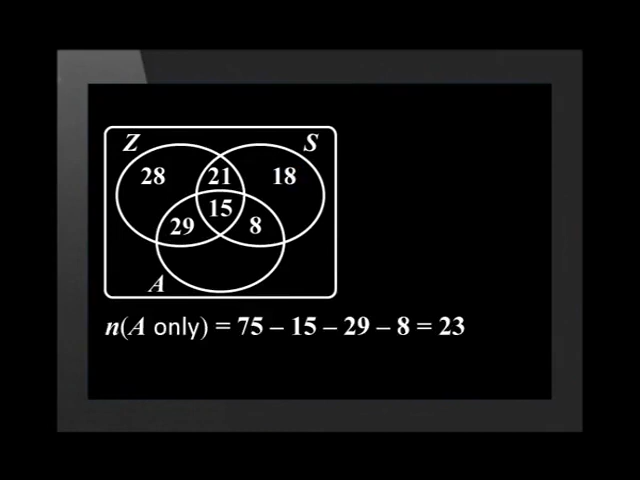 Z S
28 21 18
15
29 8
A
n(A only) = 75 – 15 – 29 – 8 = 23